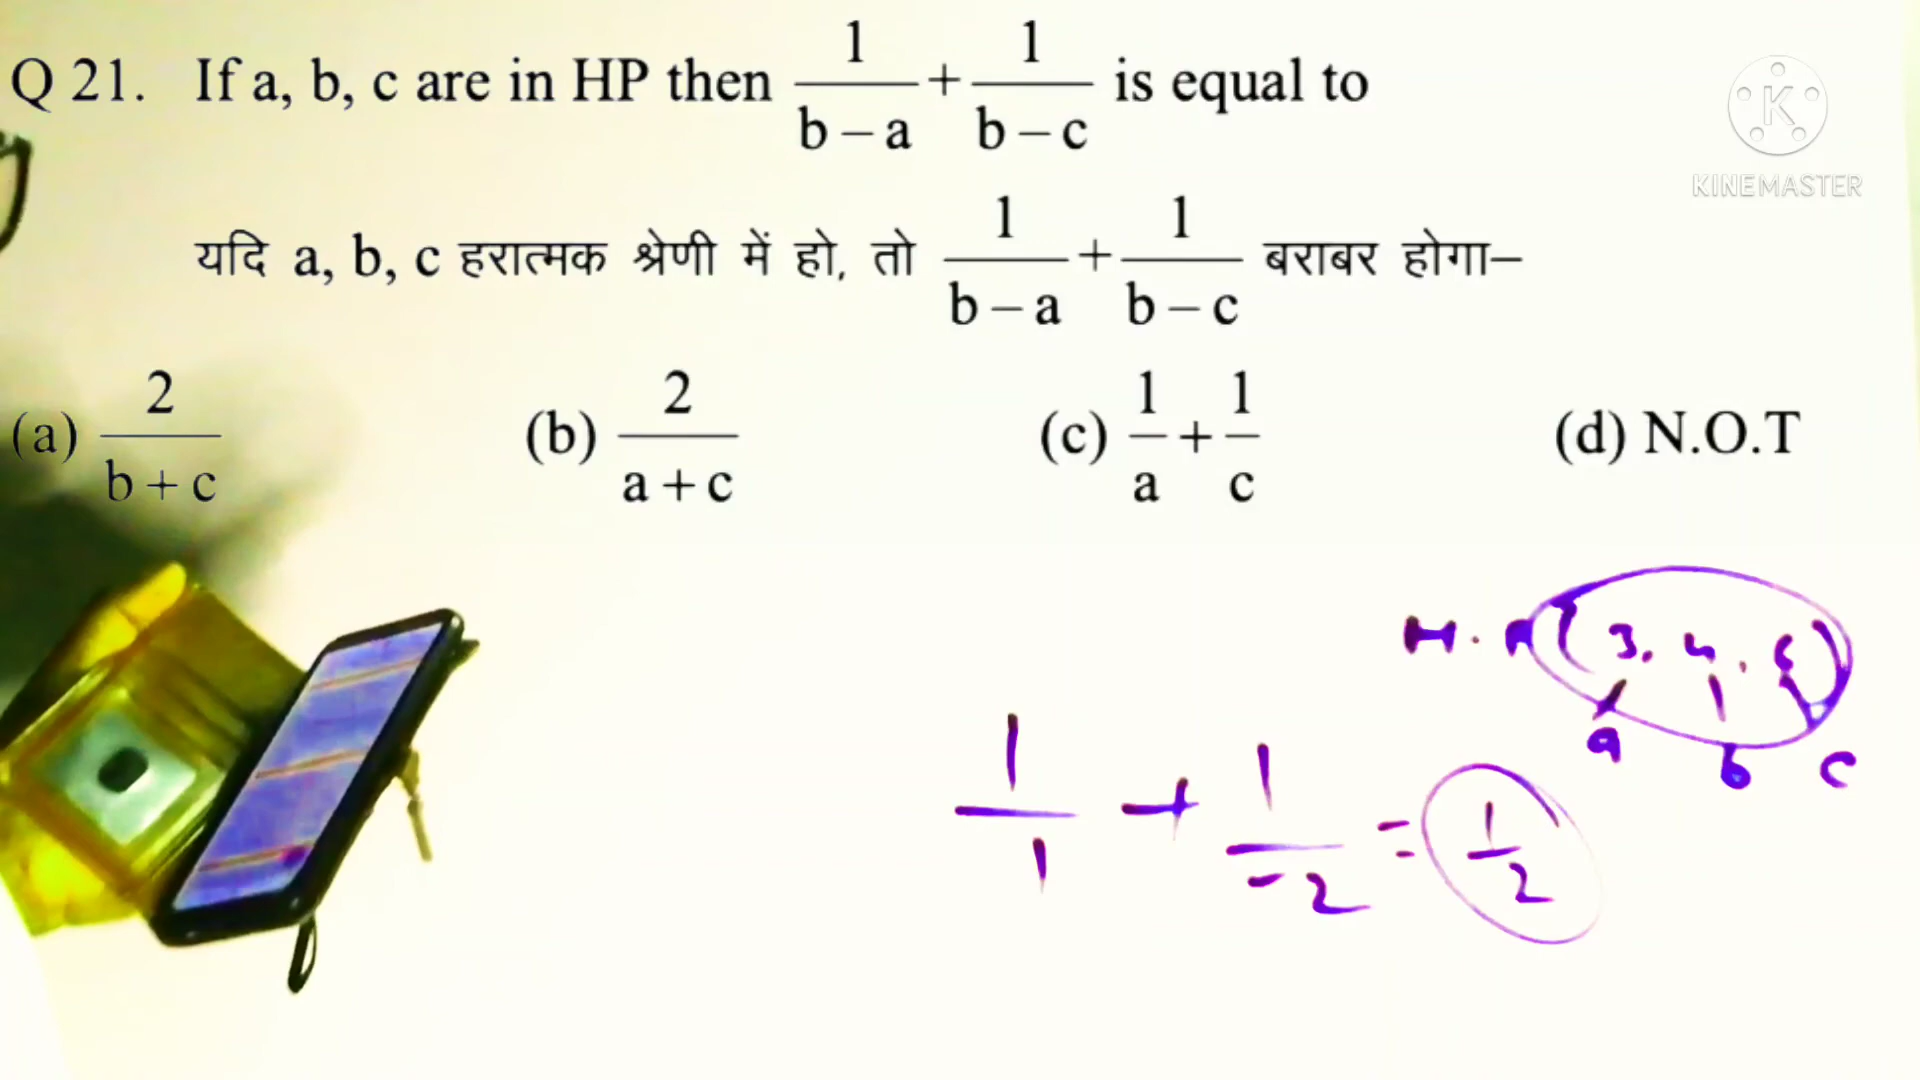 Q 21. If a, b, c are in HP then 1/(b – a) + 1/(b – c) is equal to
यदि a, b, c हरात्मक श्रेणी में हो, तो 1/(b – a) + 1/(b – c) बराबर होगा–
(a) 2/(b + c) (b) 2/(a + c) (c) 1/a + 1/c (d) N.O.T
K
KINEMASTER
H.P (3, 4, 6)
a b c
1/1 + 1/-2 = 1/2